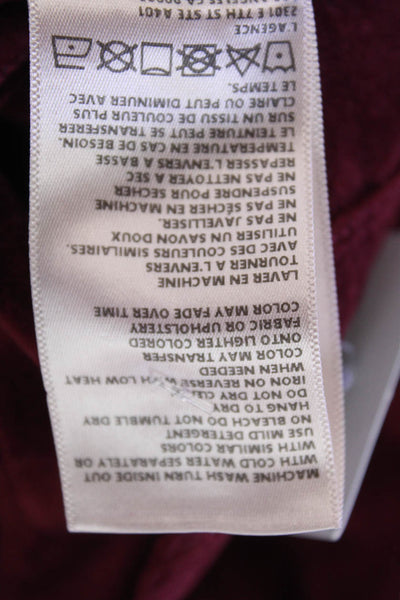 MACHINE WASH TURN INSIDE OUT
WITH COLD WATER SEPARATELY OR
WITH SIMILAR COLORS
USE MILD DETERGENT
NO BLEACH DO NOT TUMBLE DRY
HANG TO DRY
DO NOT DRY
IRON ON REVERSE WITH LOW HEAT
WHEN NEEDED
COLOR MAY TRANSFER
ONTO LIGHTER COLORED
FABRIC OR UPHOLSTERY
COLOR MAY FADE OVER TIME
LAVER EN MACHINE
TOURNER A L'ENVERS
AVEC DES COULEURS SIMILAIRES.
UTILISER UN SAVON DOUX
NE PAS JAVELLISER.
NE PAS SÉCHER EN MACHINE
SUSPENDRE POUR SÉCHER
NE PAS NETTOYER A SEC
REPASSER A L'ENVERS A BASSE
TEMPERATURE EN CAS DE BESOIN.
LE TEINTURE SE PEUT TRANSFERER
SUR UN TISSU DE COULEUR PLUS
CLAIRE OU PEUT DIMINUER AVEC
LE TEMPS.
L'AGENCE
2301 E 7TH ST STE A401